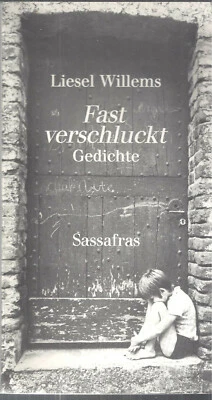 Liesel Willems
Fast
verschluckt
Gedichte
Sassafras